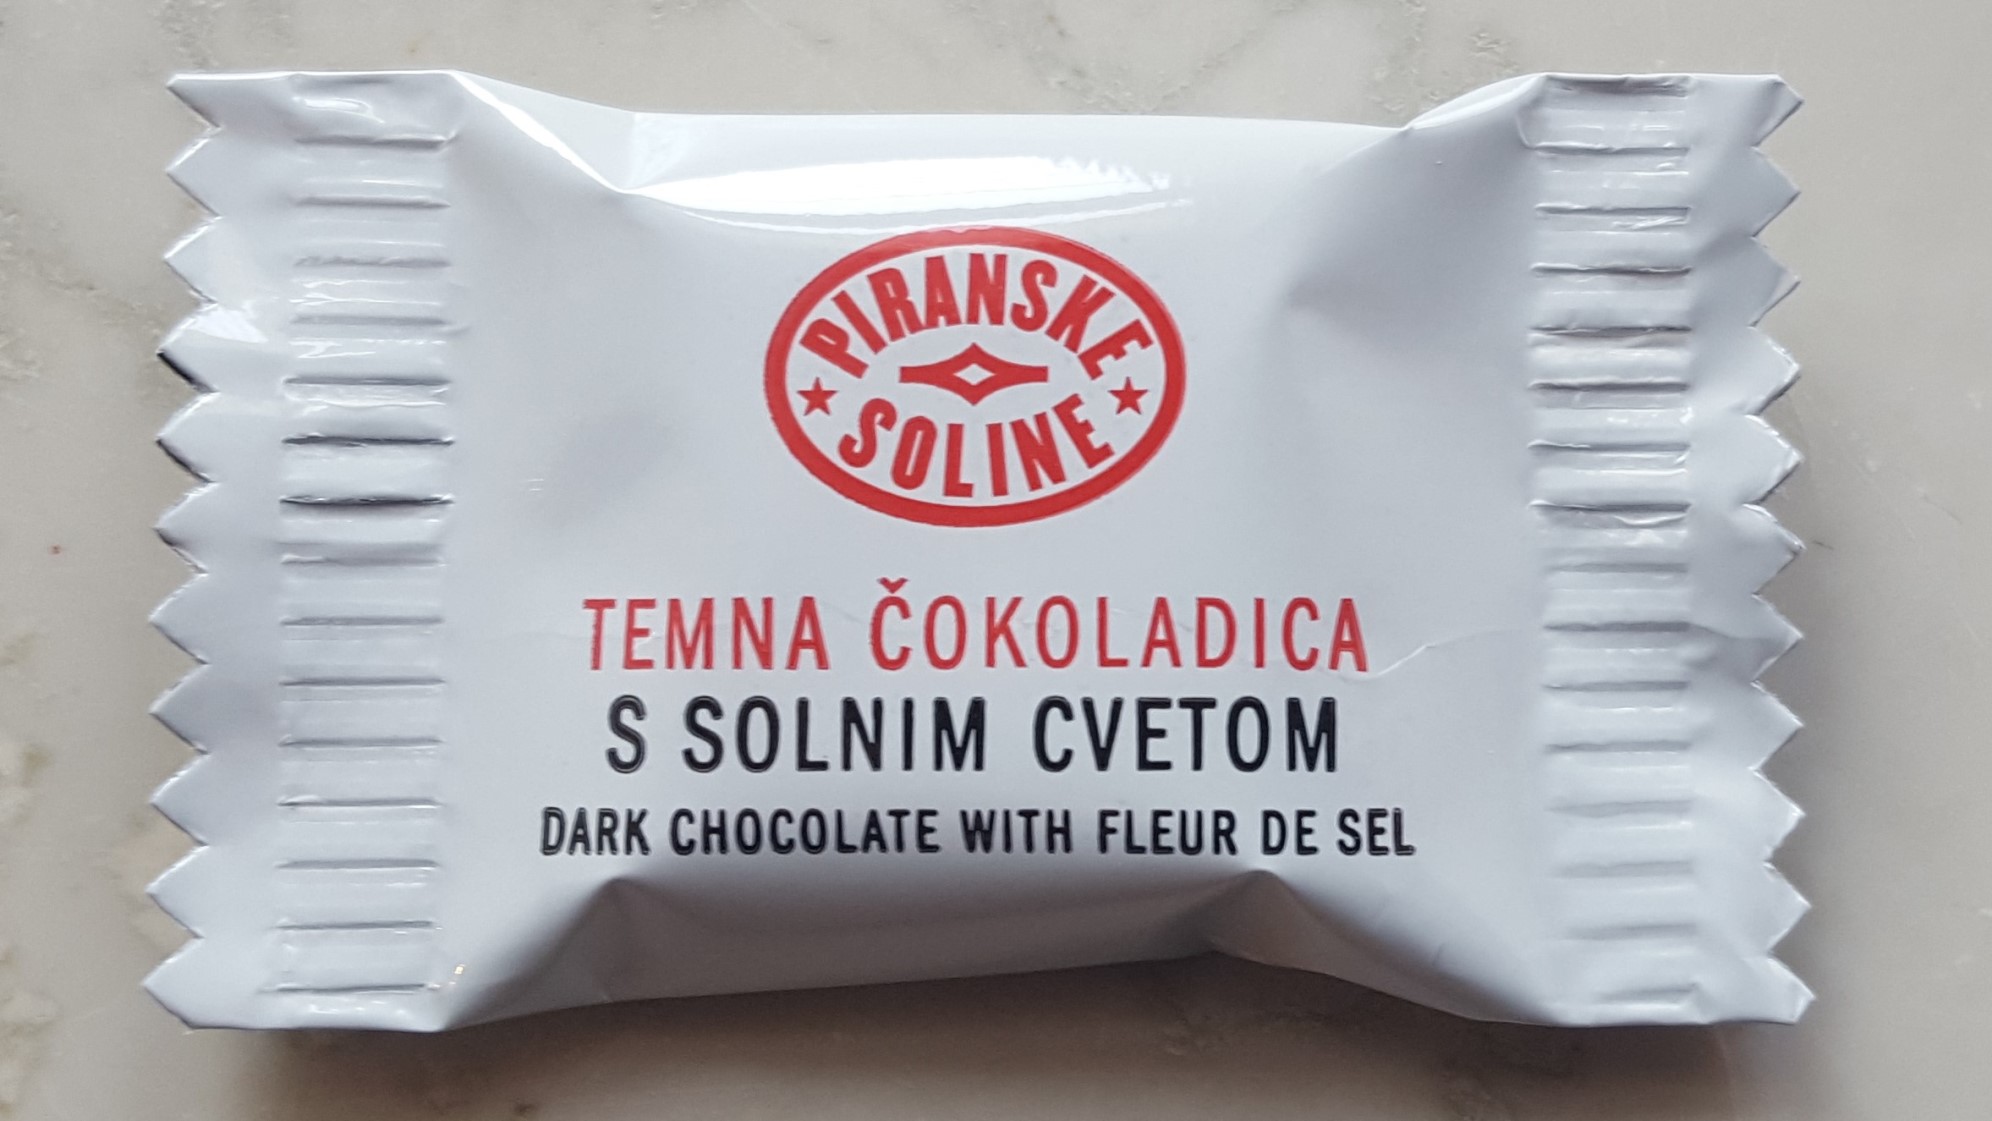 PIRANSKE
SOLINE
TEMNA ČOKOLADICA
S SOLNIM CVETOM
DARK CHOCOLATE WITH FLEUR DE SEL